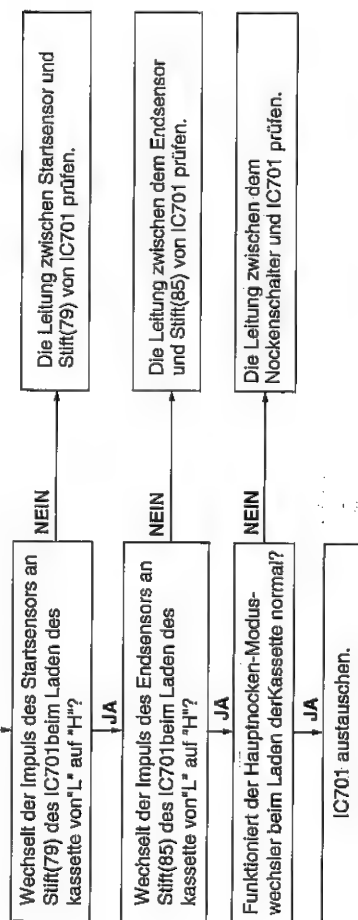 Wechselt der Impuls des Startsensors an
Stift(79) des IC701beim Laden des
kassette von"L" auf "H"?
NEIN
Die Leitung zwischen Startsensor und
Stift(79) von IC701 prüfen.
JA
Wechselt der Impuls des Endsensors an
Stift(85) des IC701beim Laden des
kassette von"L" auf "H"?
NEIN
Die Leitung zwischen dem Endsensor
und Stift(85) von IC701 prüfen.
JA
Funktioniert der Hauptnocken-Modus-
wechsler beim Laden derKassette normal?
NEIN
Die Leitung zwischen dem
Nockenschalter und IC701 prüfen.
JA
IC701 austauschen.